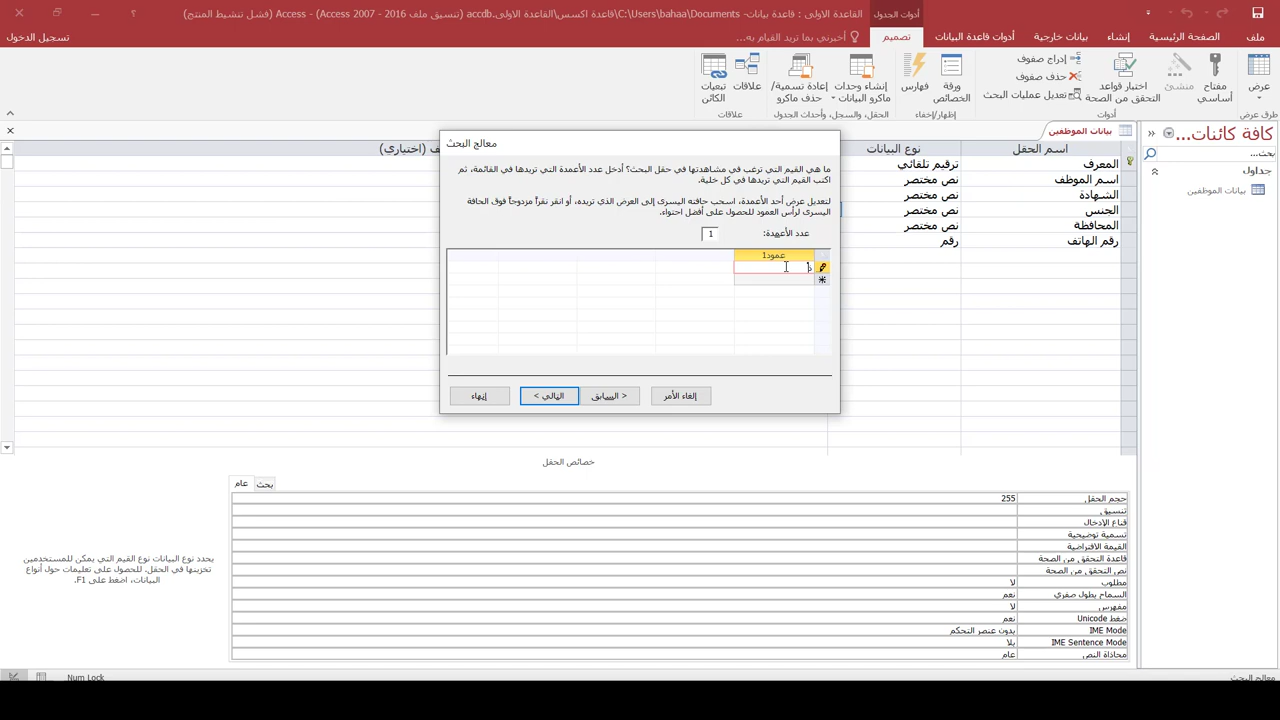 أدوات الجدول
القاعدة الاولى : قاعدة بيانات- C:\Users\bahaa\Documents\قاعدة اكسس\القاعدة الاولى.accdb (تنسيق ملف Access 2007 - 2016) - Access (فشل تنشيط المنتج)
ملف
الصفحة الرئيسية
إنشاء
بيانات خارجية
أدوات قاعدة البيانات
تصميم
أخبرني بما تريد القيام به...
تسجيل الدخول
عرض
مفتاح أساسي
منشئ
اختبار قواعد التحقق من الصحة
إدراج صفوف
حذف صفوف
تعديل عمليات البحث
ورقة الخصائص
فهارس
إنشاء وحدات ماكرو البيانات
إعادة تسمية/حذف ماكرو
علاقات
تبعيات الكائن
طرق عرض
أدوات
إظهار/إخفاء
الحقل، والسجل، وأحداث الجدول
علاقات
كافة كائنات...
بحث...
جداول
بيانات الموظفين
بيانات الموظفين
اسم الحقل
نوع البيانات
ف (اختياري)
المعرف ترقيم تلقائي
اسم الموظف نص مختصر
الشهادة نص مختصر
الجنس نص مختصر
المحافظة نص مختصر
رقم الهاتف رقم
معالج البحث
ما هي القيم التي ترغب في مشاهدتها في حقل البحث؟ أدخل عدد الأعمدة التي تريدها في القائمة، ثم
اكتب القيم التي تريدها في كل خلية.
لتعديل عرض أحد الأعمدة، اسحب حافته اليسرى إلى العرض الذي تريده، أو انقر نقراً مزدوجاً فوق الحافة
اليسرى لرأس العمود للحصول على أفضل احتواء.
عدد الأعمدة: 1
عمود1
إلغاء الأمر
< السابق
التالي >
إنهاء
خصائص الحقل
عام
بحث
حجم الحقل 255
تنسيق
قناع الإدخال
تسمية توضيحية
القيمة الافتراضية
قاعدة التحقق من الصحة
نص التحقق من الصحة
مطلوب لا
السماح بطول صفري نعم
مفهرس لا
ضغط Unicode نعم
IME Mode بدون عنصر التحكم
IME Sentence Mode بلا
محاذاة النص عام
يحدد نوع البيانات نوع القيم التي يمكن للمستخدمين
تخزينها في الحقل. للحصول على تعليمات حول أنواع
البيانات، اضغط على F1.
معالج البحث
Num Lock